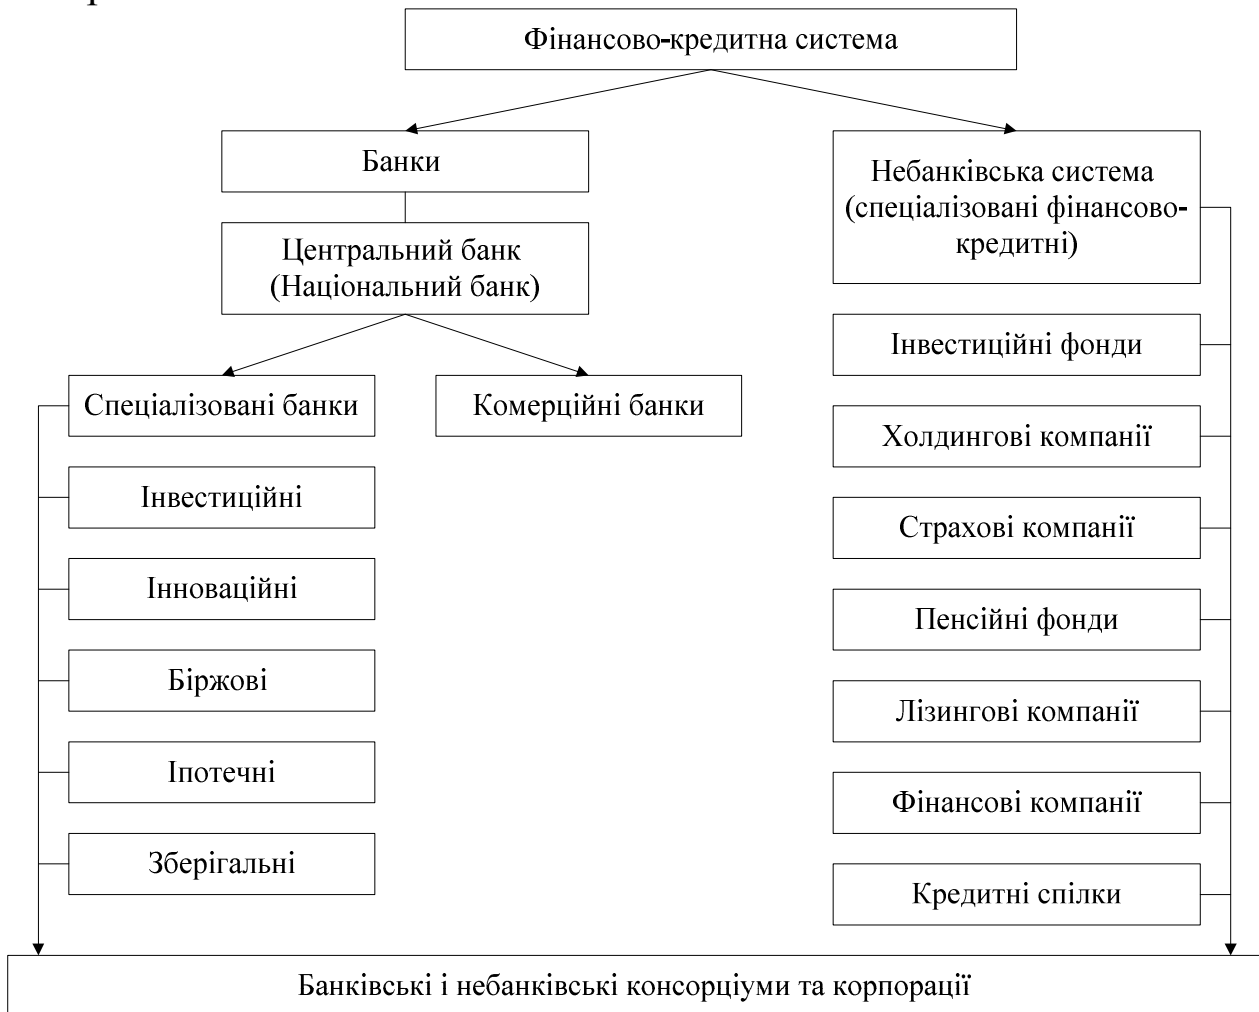 Фінансово-кредитна система
Банки
Центральний банк
(Національний банк)
Спеціалізовані банки
Комерційні банки
Інвестиційні
Інноваційні
Біржові
Іпотечні
Зберігальні
Небанківська система
(спеціалізовані фінансово-
кредитні)
Інвестиційні фонди
Холдингові компанії
Страхові компанії
Пенсійні фонди
Лізингові компанії
Фінансові компанії
Кредитні спілки
Банківські і небанківські консорціуми та корпорації